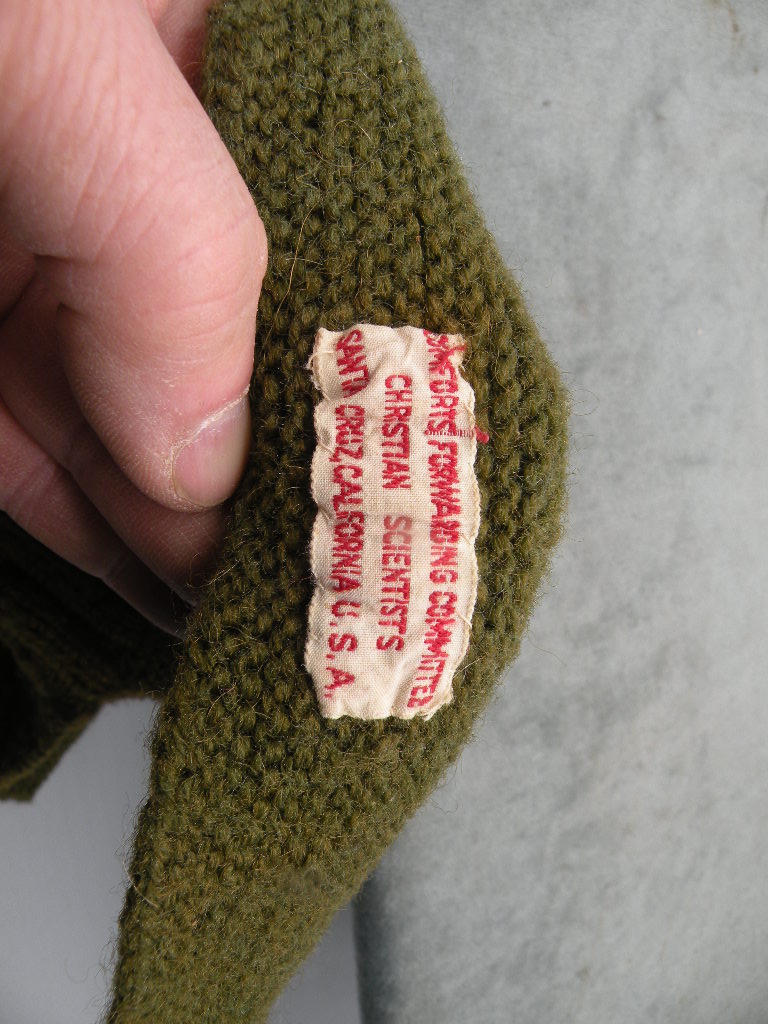 COMFORTS FORWARDING COMMITTEE
CHRISTIAN SCIENTISTS
SANTA CRUZ, CALIFORNIA U. S. A.